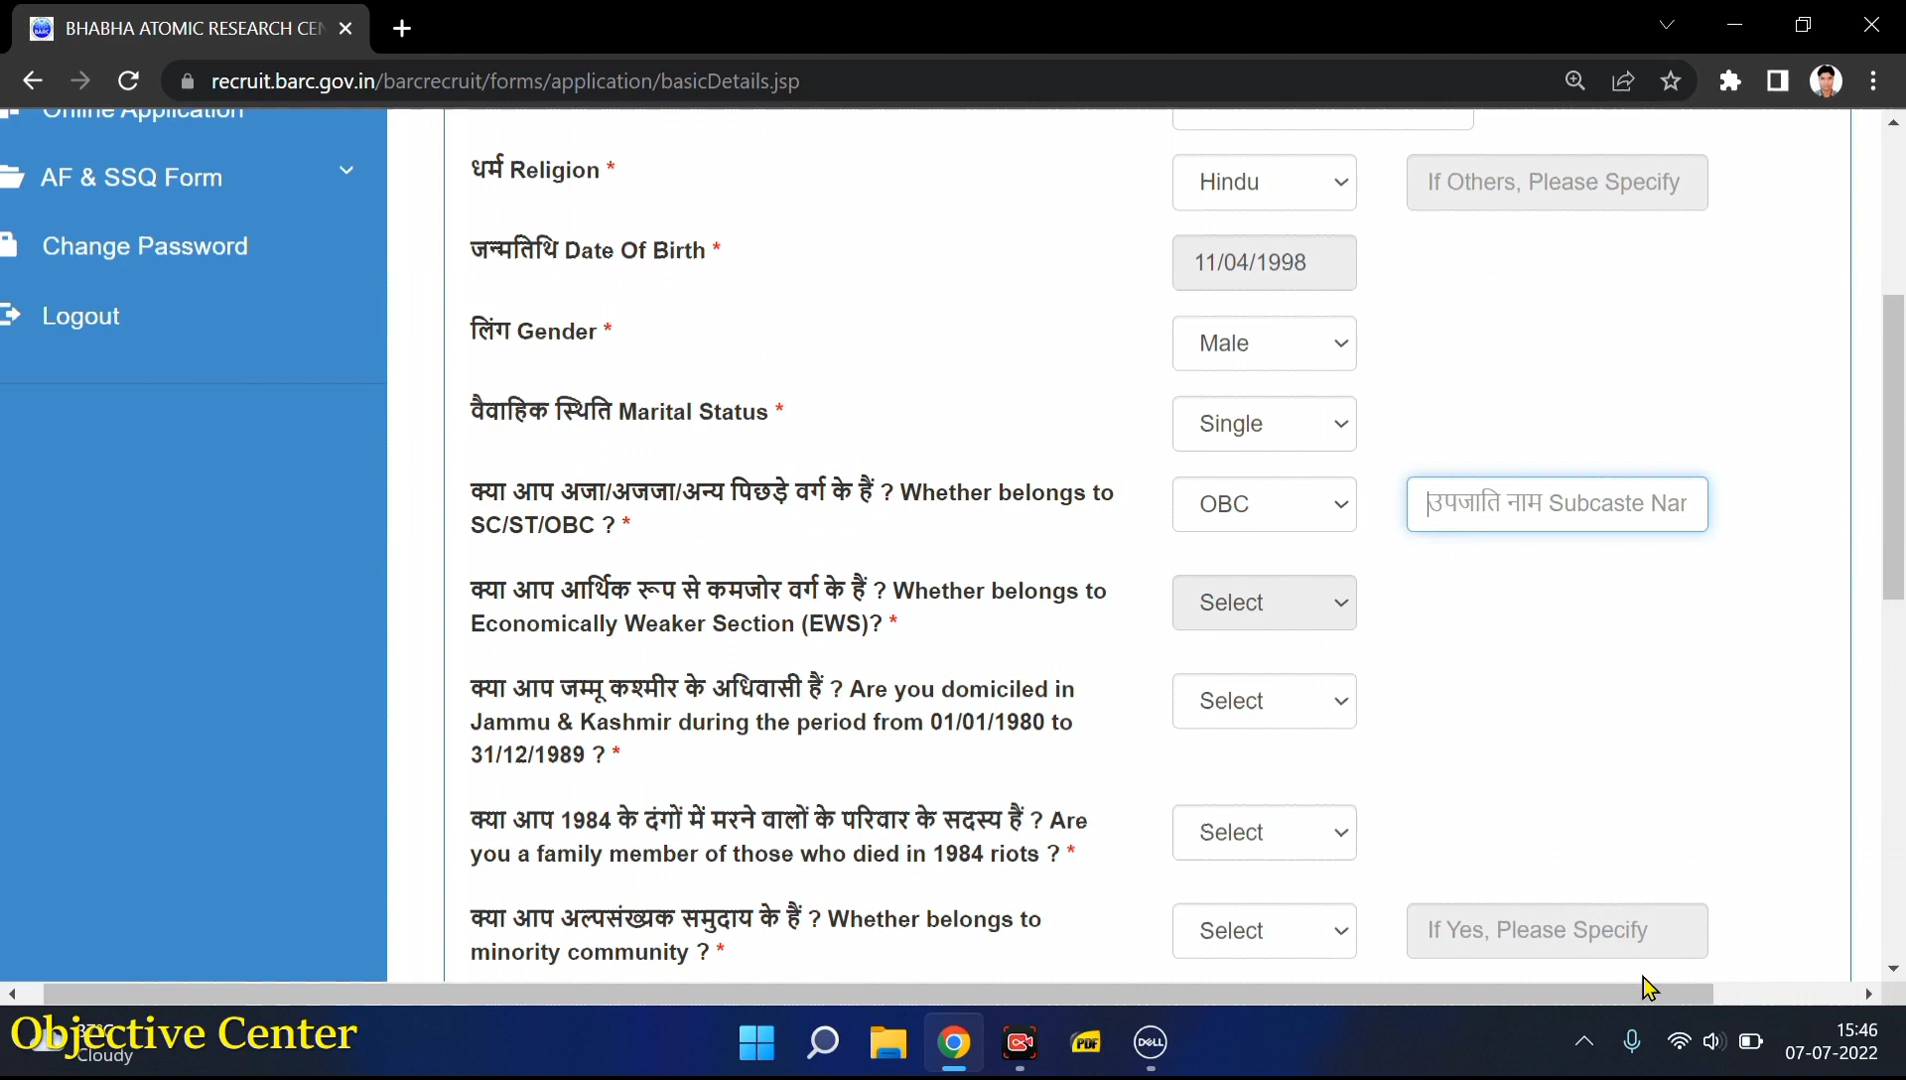 BHABHA ATOMIC RESEARCH CEN
recruit.barc.gov.in/barcrecruit/forms/application/basicDetails.jsp
Online Application
AF & SSQ Form
Change Password
Logout
धर्म Religion *
Hindu
If Others, Please Specify
जन्मतिथि Date Of Birth *
11/04/1998
लिंग Gender *
Male
वैवाहिक स्थिति Marital Status *
Single
क्या आप अजा/अजजा/अन्य पिछड़े वर्ग के हैं ? Whether belongs to
SC/ST/OBC ? *
OBC
उपजाति नाम Subcaste Nar
क्या आप आर्थिक रूप से कमजोर वर्ग के हैं ? Whether belongs to
Economically Weaker Section (EWS)? *
Select
क्या आप जम्मू कश्मीर के अधिवासी हैं ? Are you domiciled in
Jammu & Kashmir during the period from 01/01/1980 to
31/12/1989 ? *
Select
क्या आप 1984 के दंगों में मरने वालों के परिवार के सदस्य हैं ? Are
you a family member of those who died in 1984 riots ? *
Select
क्या आप अल्पसंख्यक समुदाय के हैं ? Whether belongs to
minority community ? *
Select
If Yes, Please Specify
Objective Center
Cloudy
PDF
DELL
15:46
07-07-2022